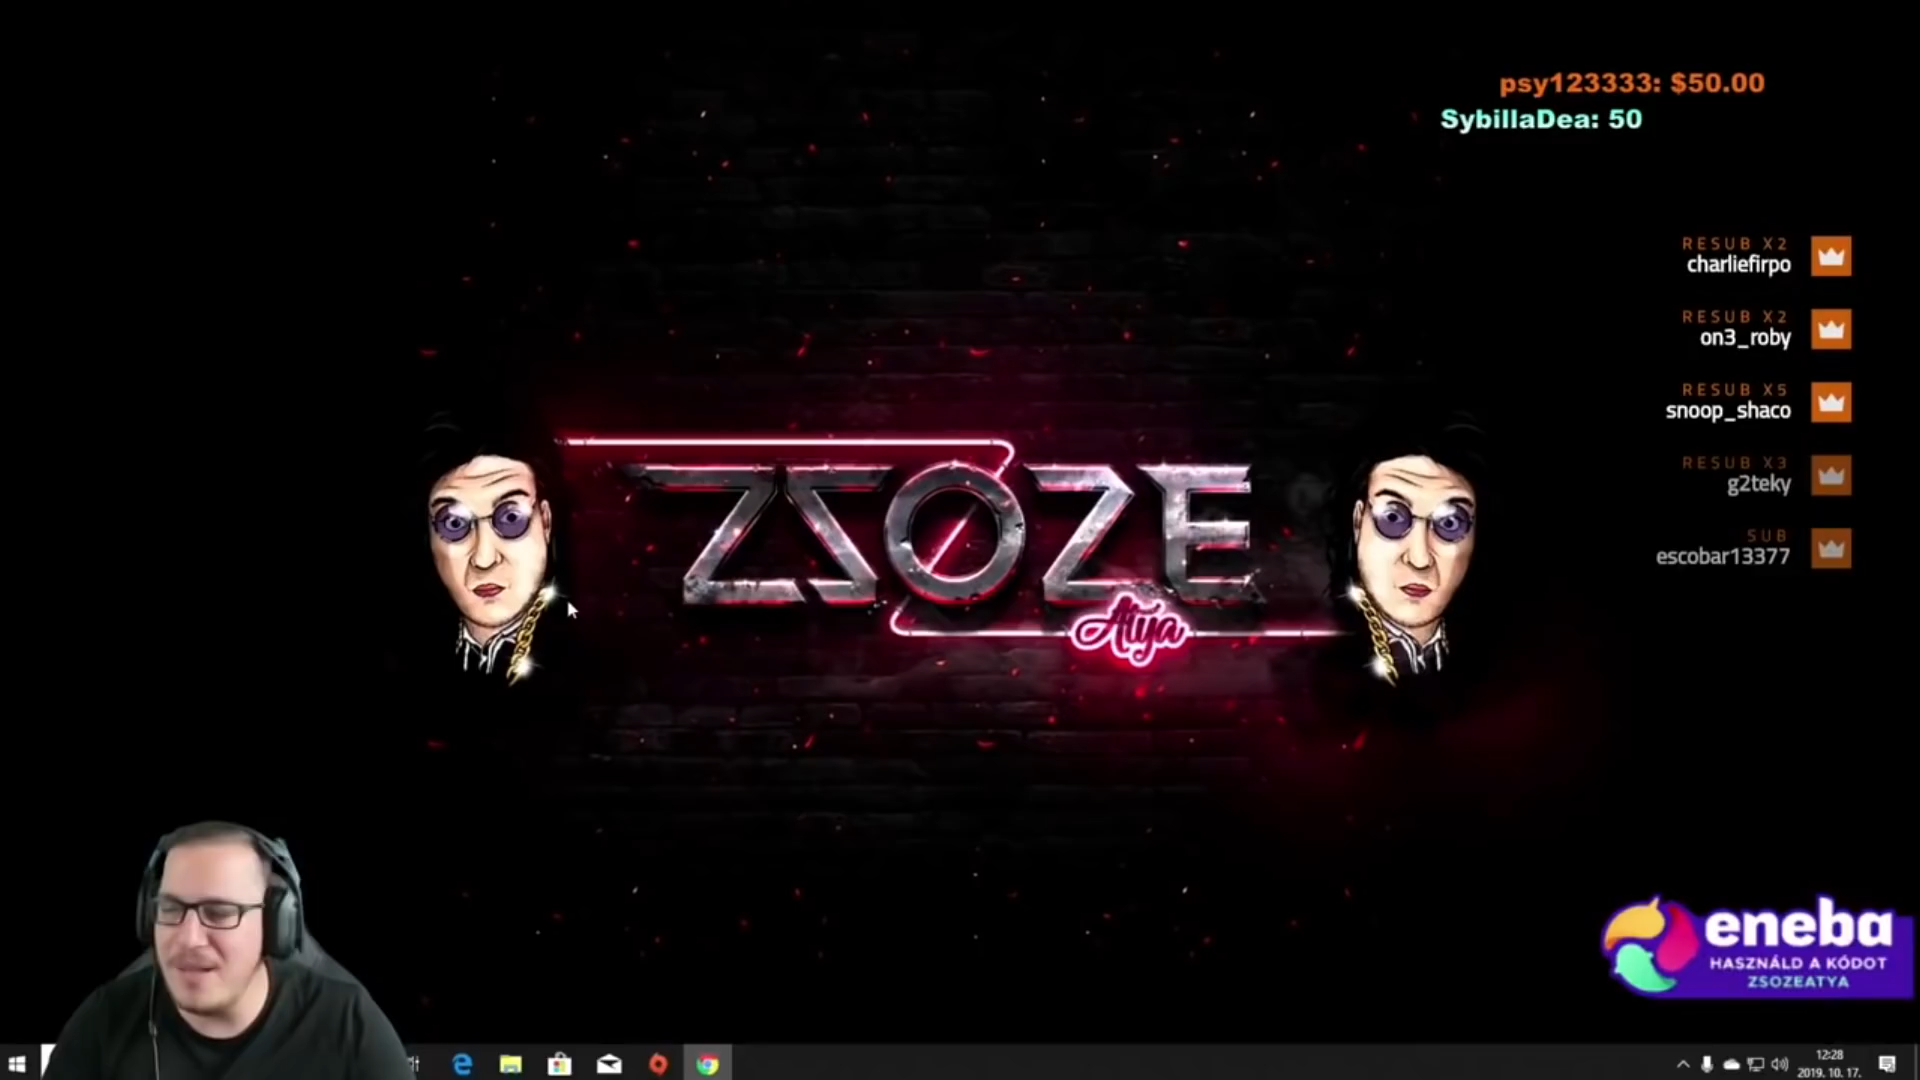 psy123333: $50.00
SybillaDea: 50
RESUB X2
charliefirpo
RESUB X2
on3_roby
RESUB X5
snoop_shaco
RESUB X3
g2teky
SUB
escobar13377
ZSOZE
Atya
eneba
HASZNÁLD A KÓDOT
ZSOZEATYA
12:28
2019. 10. 17.